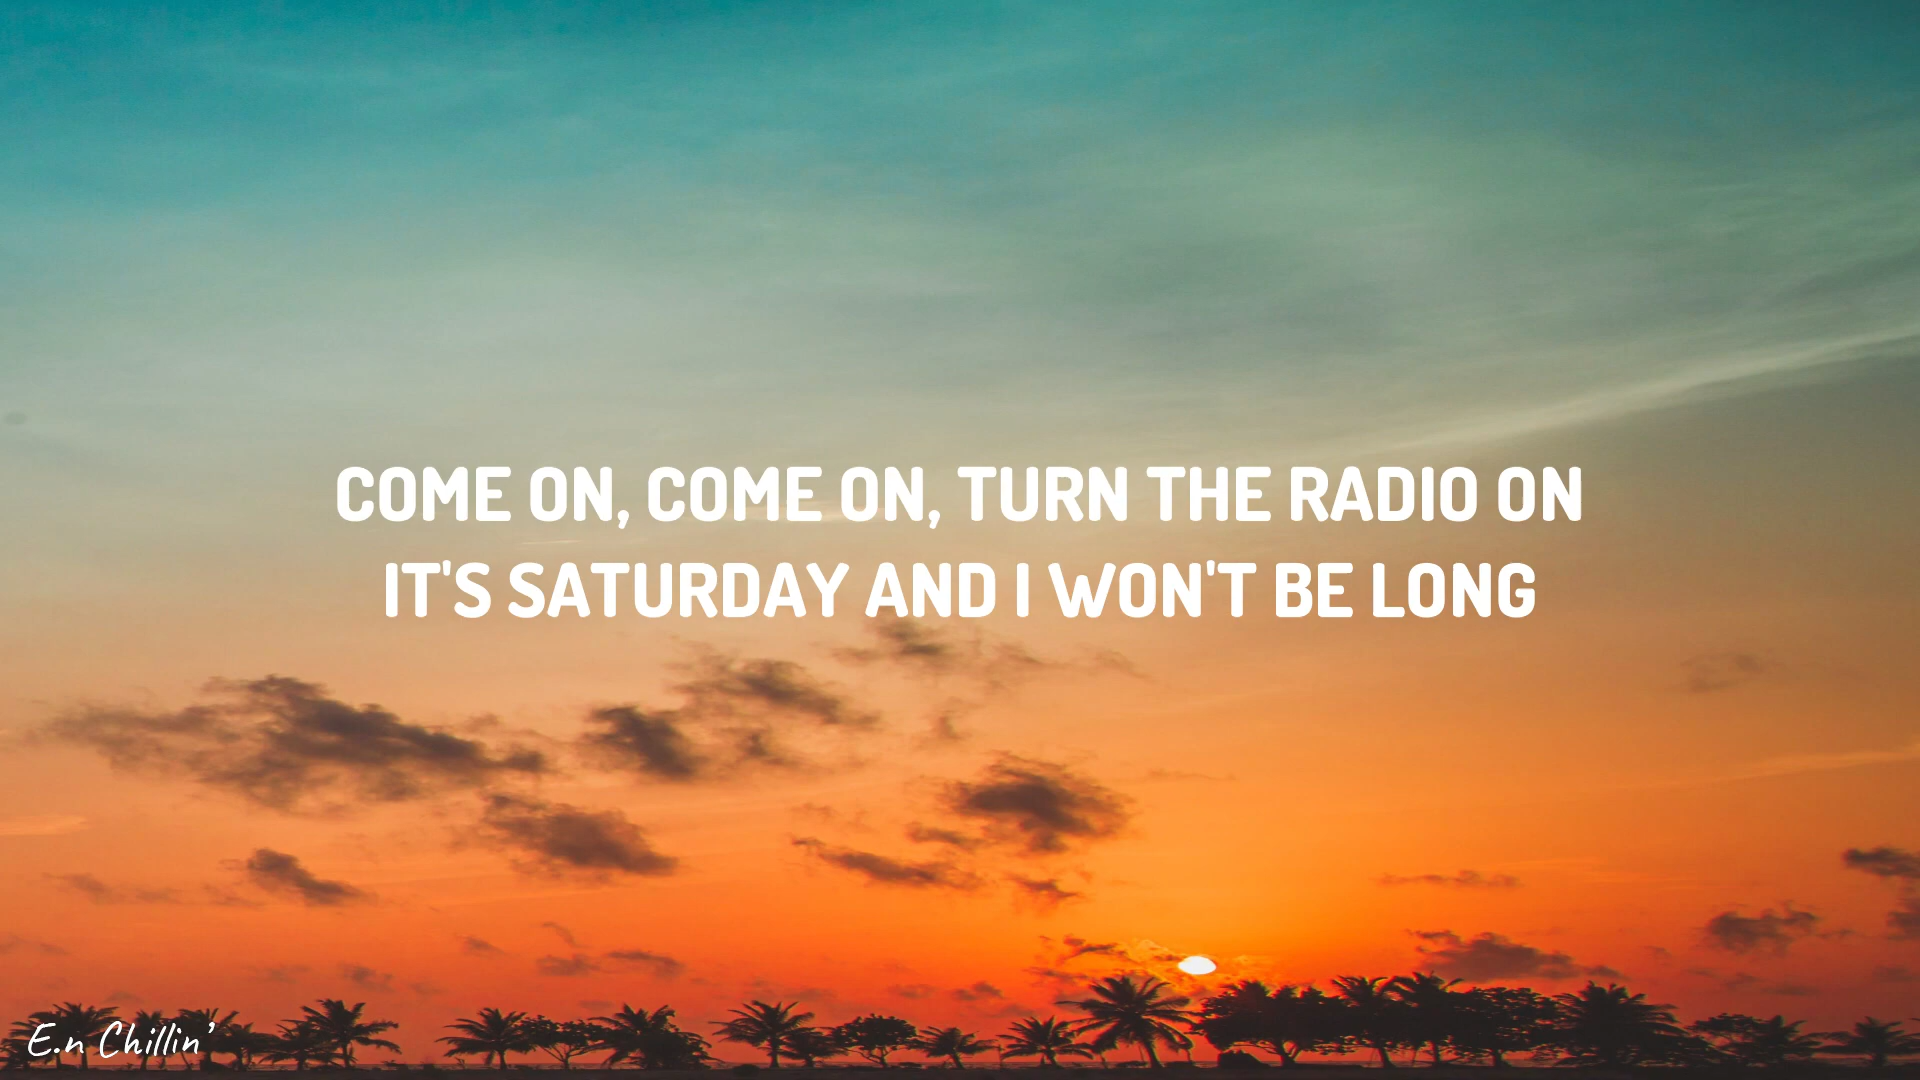 COME ON, COME ON, TURN THE RADIO ON
IT'S SATURDAY AND I WON'T BE LONG
E.n Chillin'